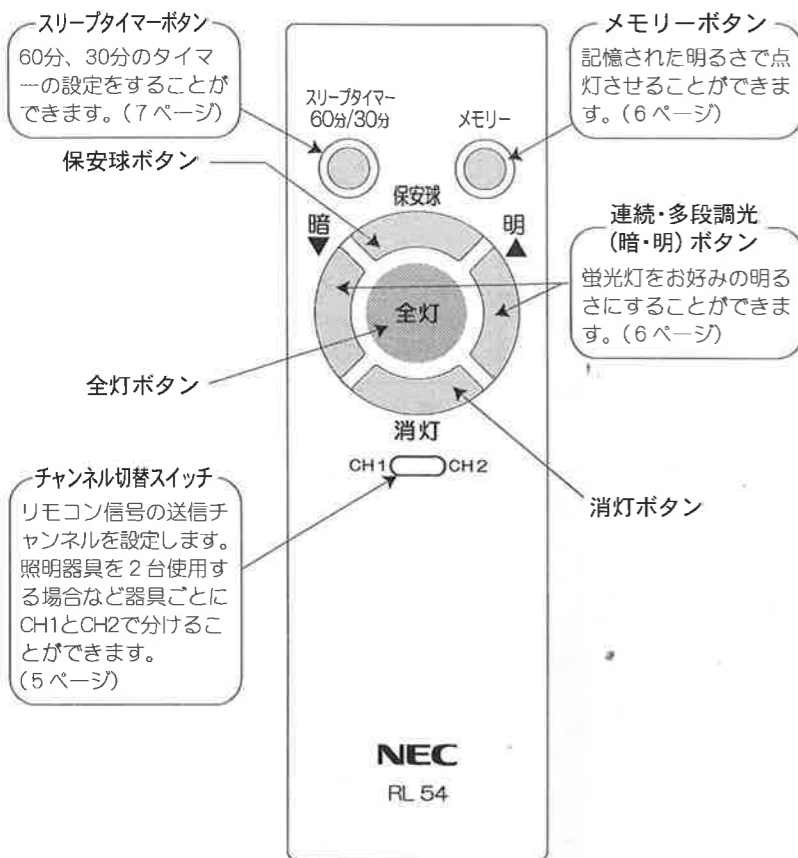 スリープタイマーボタン
60分、30分のタイマ
ーの設定をすることが
できます。(7ページ)
メモリーボタン
記憶された明るさで点
灯させることができま
す。(6ページ)
スリープタイマー
60分/30分
メモリー
保安球ボタン
保安球
暗
▼
明
▲
連続・多段調光
(暗・明)ボタン
蛍光灯をお好みの明る
さにすることができま
す。(6ページ)
全灯
全灯ボタン
消灯
CH1 CH2
チャンネル切替スイッチ
リモコン信号の送信チ
ャンネルを設定します。
照明器具を2台使用す
る場合など器具ごとに
CH1とCH2で分けるこ
とができます。
(5ページ)
消灯ボタン
NEC
RL 54